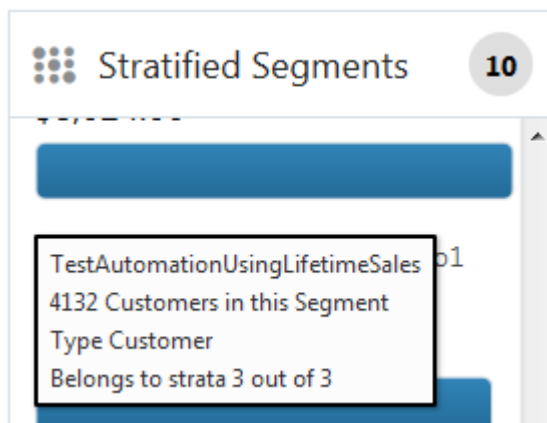 Stratified Segments 10
TestAutomationUsingLifetimeSales
4132 Customers in this Segment
Type Customer
Belongs to strata 3 out of 3